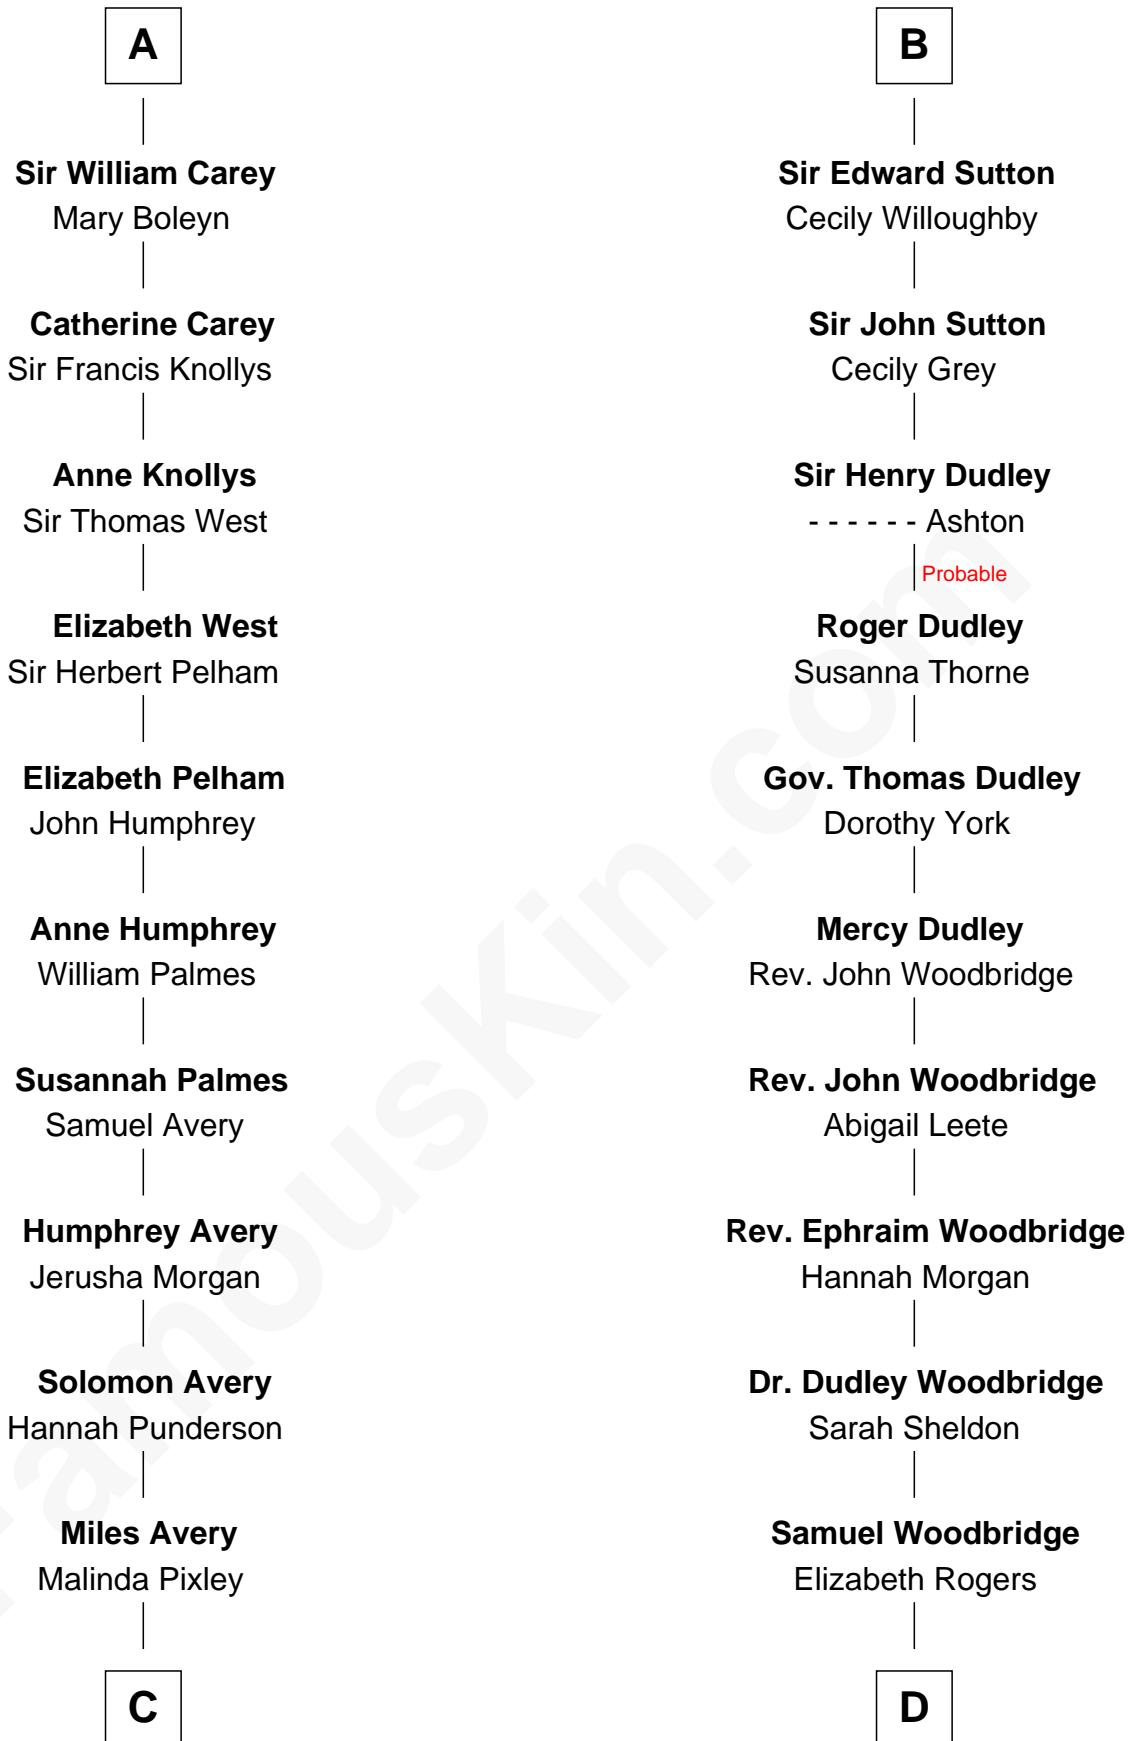 A
Sir William Carey
Mary Boleyn
Catherine Carey
Sir Francis Knollys
Anne Knollys
Sir Thomas West
Elizabeth West
Sir Herbert Pelham
Elizabeth Pelham
John Humphrey
Anne Humphrey
William Palmes
Susannah Palmes
Samuel Avery
Humphrey Avery
Jerusha Morgan
Solomon Avery
Hannah Punderson
Miles Avery
Malinda Pixley
C
B
Sir Edward Sutton
Cecily Willoughby
Sir John Sutton
Cecily Grey
Sir Henry Dudley
- - - - - - Ashton
Probable
Roger Dudley
Susanna Thorne
Gov. Thomas Dudley
Dorothy York
Mercy Dudley
Rev. John Woodbridge
Rev. John Woodbridge
Abigail Leete
Rev. Ephraim Woodbridge
Hannah Morgan
Dr. Dudley Woodbridge
Sarah Sheldon
Samuel Woodbridge
Elizabeth Rogers
D
FamousKin.com